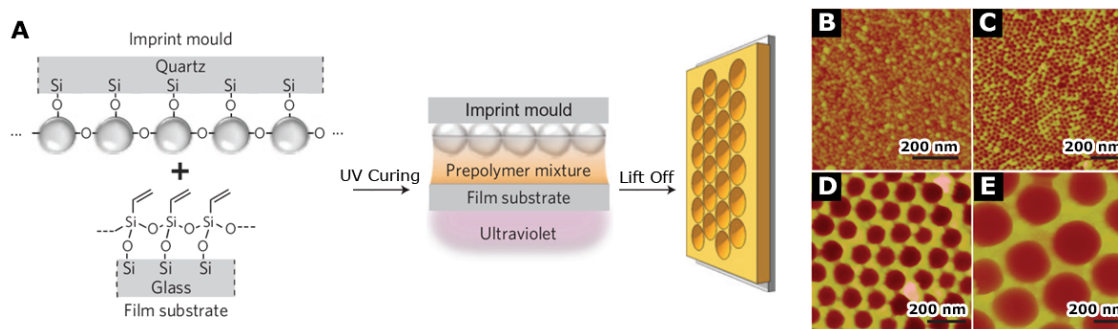 A
Imprint mould
Quartz
Si Si Si Si Si
O O O O O
... O O O O O ...
+
Si Si Si
O O O
O O O
Si Si Si
Glass
Film substrate
UV Curing
Imprint mould
Prepolymer mixture
Film substrate
Ultraviolet
Lift Off
B
200 nm
C
200 nm
D
200 nm
E
200 nm